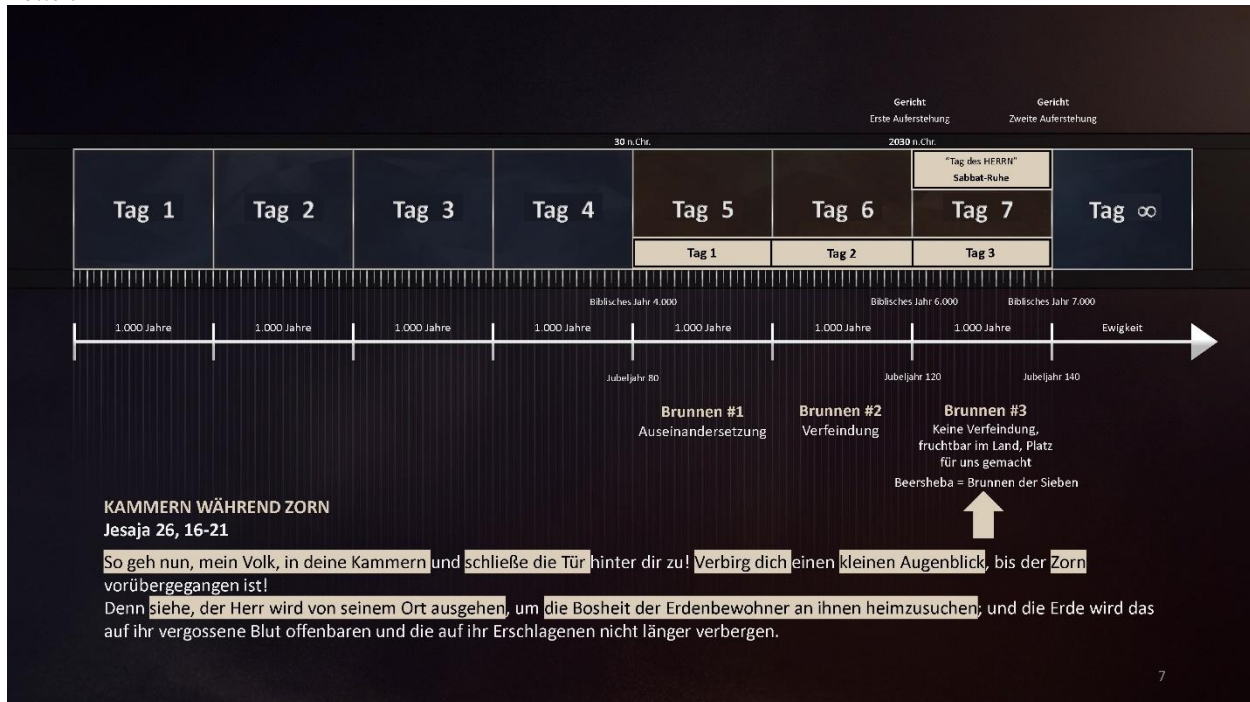 Gericht
Erste Auferstehung
Gericht
Zweite Auferstehung
30 n.Chr.
2030 n.Chr.
Tag 1
Tag 2
Tag 3
Tag 4
Tag 5
Tag 6
"Tag des HERRN"
Sabbat-Ruhe
Tag 7
Tag ∞
Tag 1
Tag 2
Tag 3
Biblisches Jahr 4.000
Biblisches Jahr 6.000
Biblisches Jahr 7.000
1.000 Jahre
1.000 Jahre
1.000 Jahre
1.000 Jahre
1.000 Jahre
1.000 Jahre
1.000 Jahre
Ewigkeit
Jubeljahr 80
Jubeljahr 120
Jubeljahr 140
Brunnen #1
Auseinandersetzung
Brunnen #2
Verfeindung
Brunnen #3
Keine Verfeindung,
fruchtbar im Land, Platz
für uns gemacht
Beersheba = Brunnen der Sieben
KAMMERN WÄHREND ZORN
Jesaja 26, 16-21
So geh nun, mein Volk, in deine Kammern und schließe die Tür hinter dir zu! Verbirg dich einen kleinen Augenblick, bis der Zorn
vorübergegangen ist!
Denn siehe, der Herr wird von seinem Ort ausgehen, um die Bosheit der Erdenbewohner an ihnen heimzusuchen; und die Erde wird das
auf ihr vergossene Blut offenbaren und die auf ihr Erschlagenen nicht länger verbergen.
7